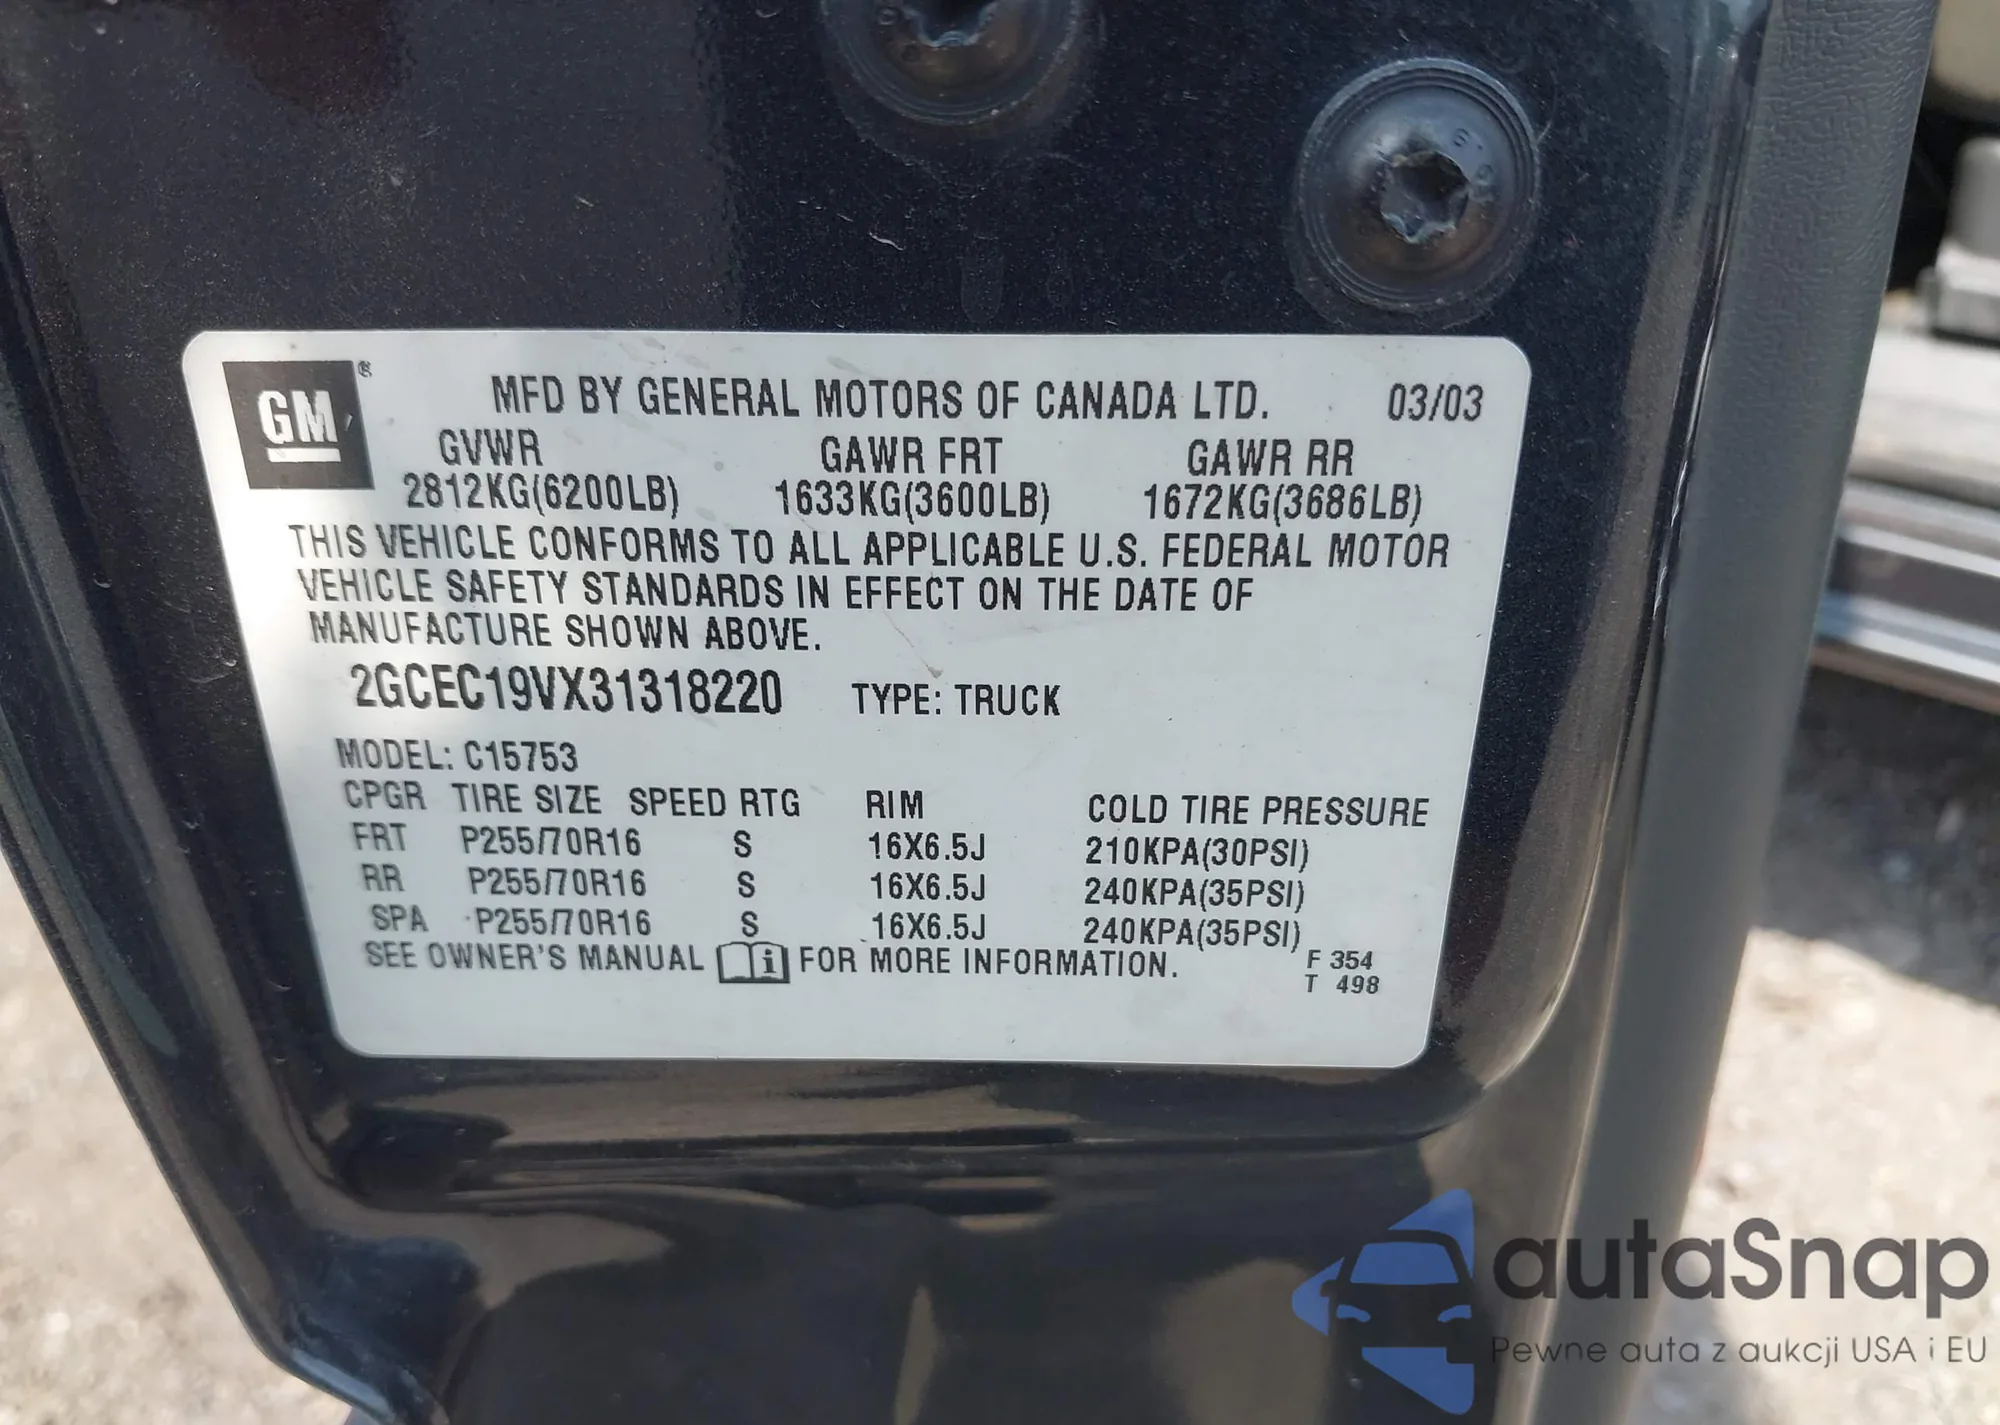 GM®
MFD BY GENERAL MOTORS OF CANADA LTD. 03/03
GVWR GAWR FRT GAWR RR
2812KG(6200LB) 1633KG(3600LB) 1672KG(3686LB)
THIS VEHICLE CONFORMS TO ALL APPLICABLE U.S. FEDERAL MOTOR
VEHICLE SAFETY STANDARDS IN EFFECT ON THE DATE OF
MANUFACTURE SHOWN ABOVE.
2GCEC19VX31318220 TYPE: TRUCK
MODEL: C15753
CPGR TIRE SIZE SPEED RTG RIM COLD TIRE PRESSURE
FRT P255/70R16 S 16X6.5J 210KPA(30PSI)
RR P255/70R16 S 16X6.5J 240KPA(35PSI)
SPA P255/70R16 S 16X6.5J 240KPA(35PSI)
SEE OWNER'S MANUAL i FOR MORE INFORMATION. F 354
T 498
autaSnap
Pewne auta z aukcji USA i EU